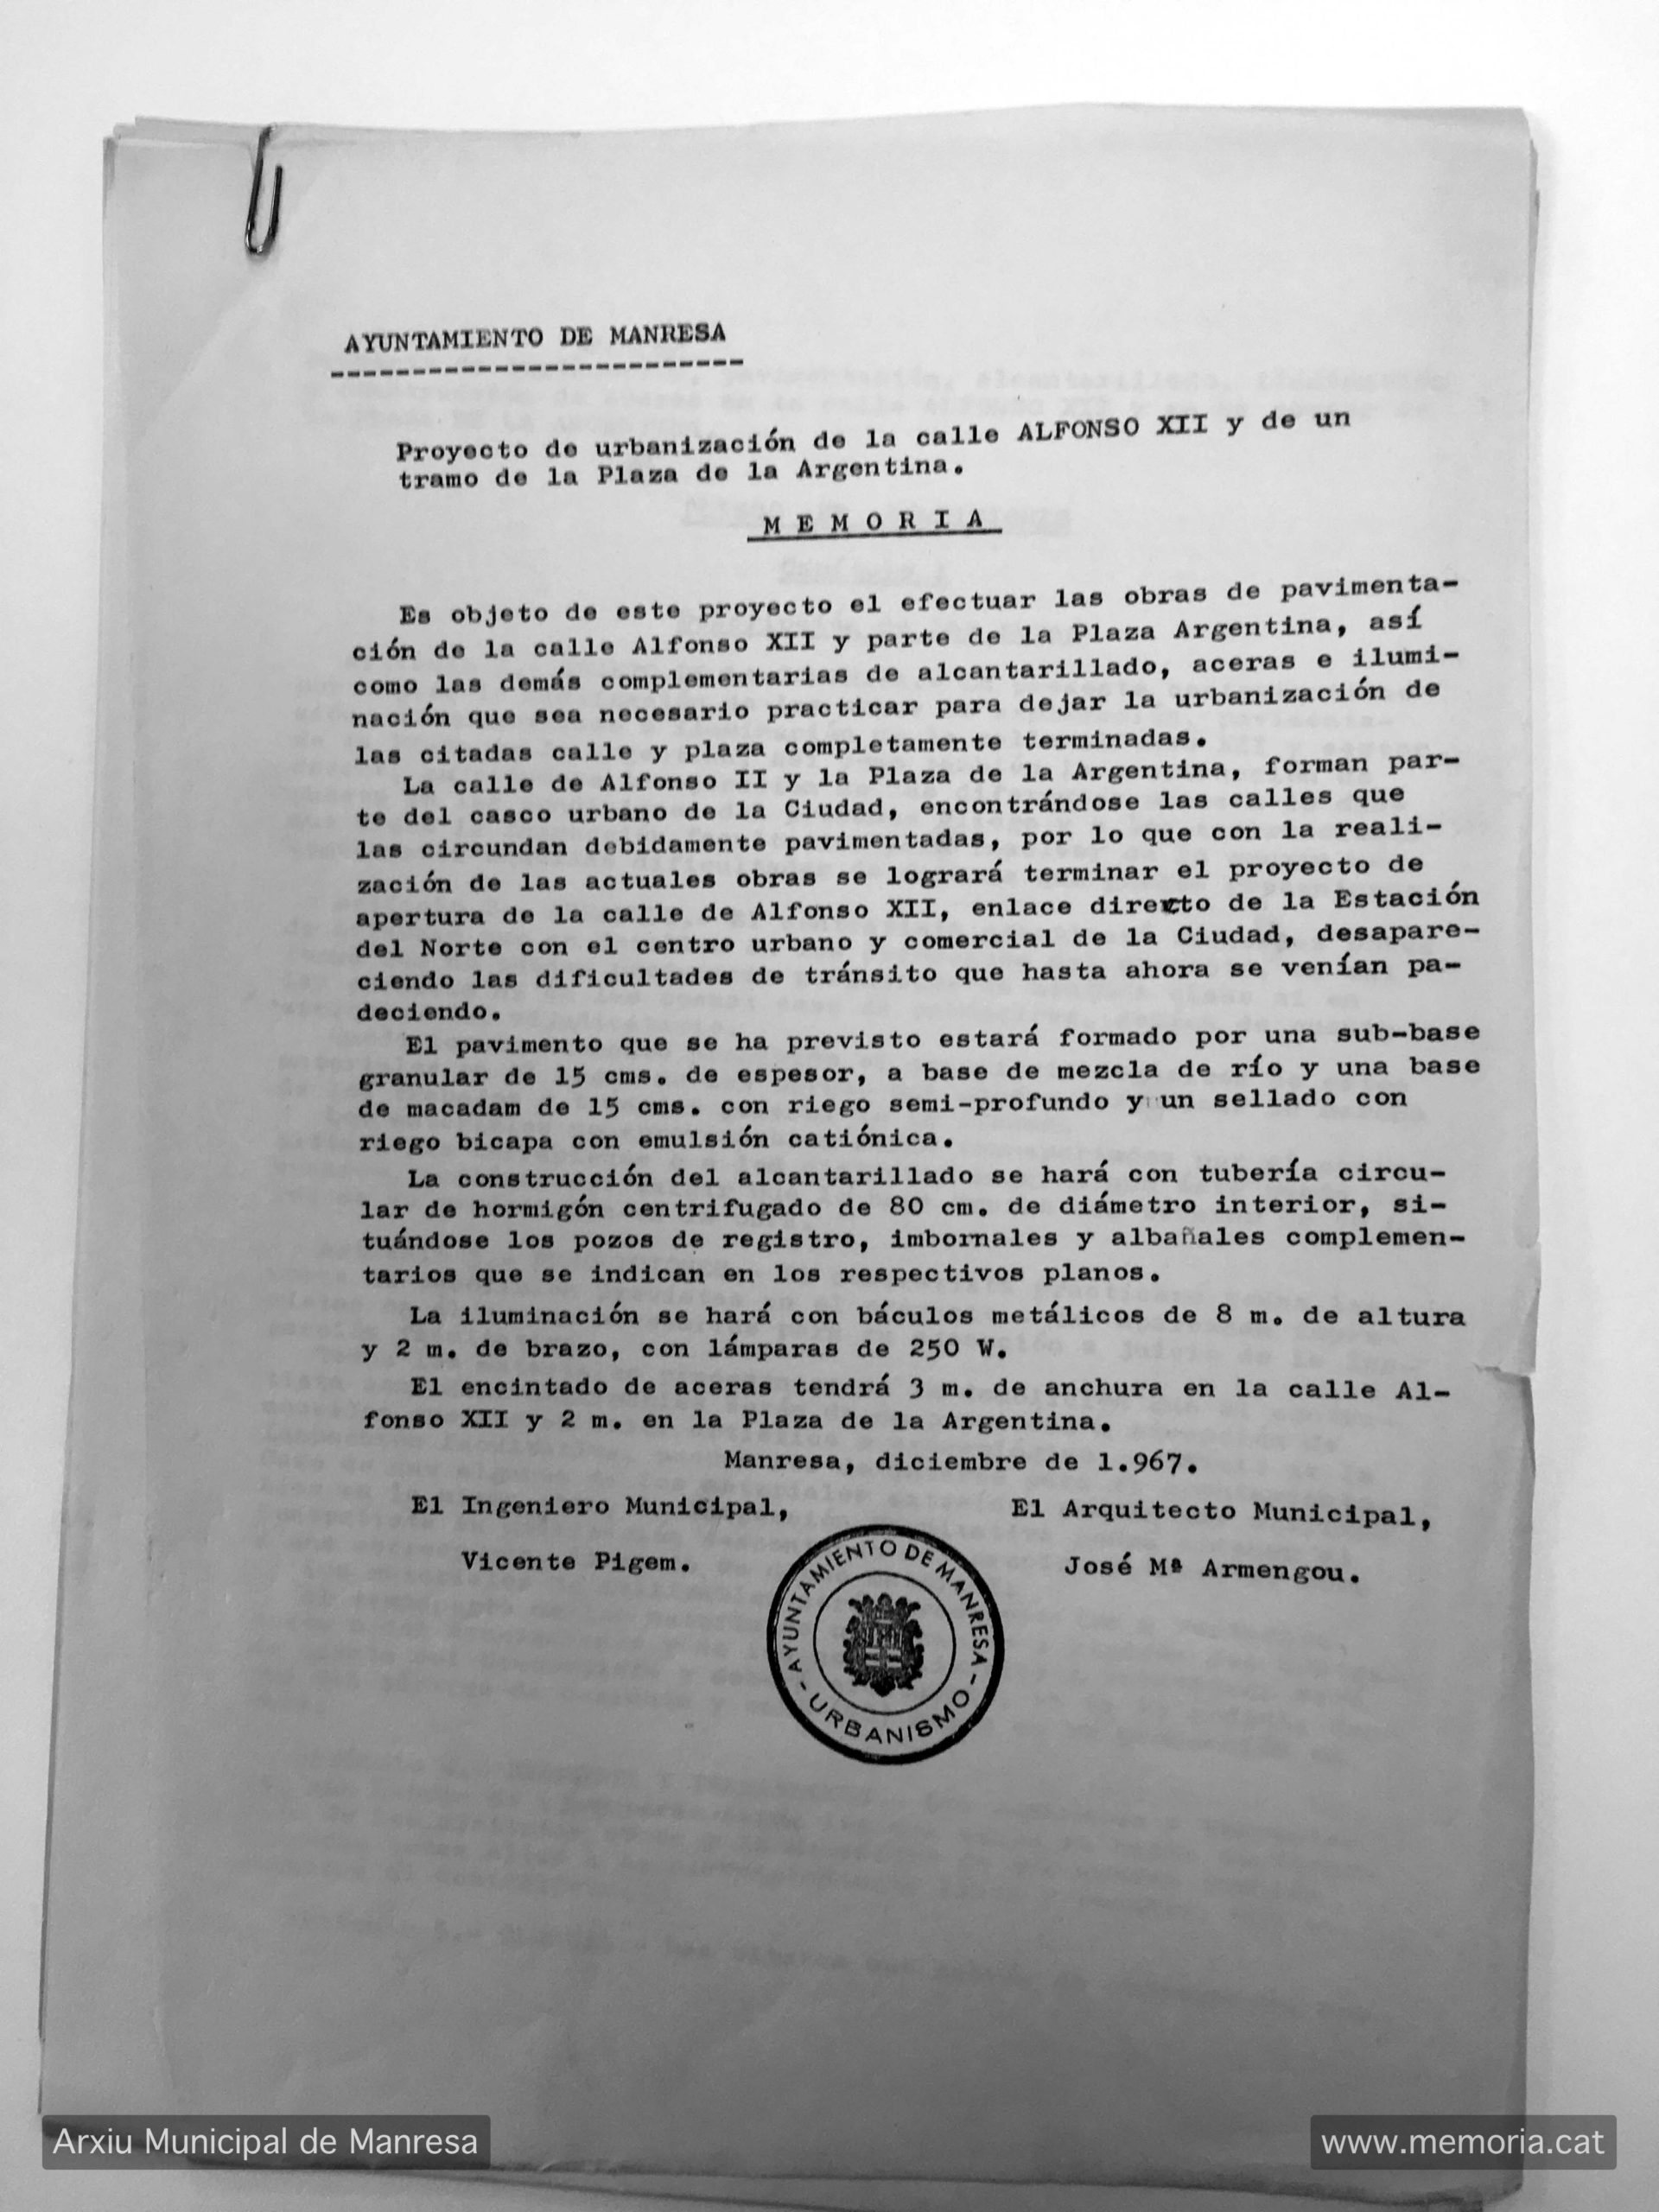 AYUNTAMIENTO DE MANRESA
-------------------------
Proyecto de urbanización de la calle ALFONSO XII y de un
tramo de la Plaza de la Argentina.
M E M O R I A
Es objeto de este proyecto el efectuar las obras de pavimenta-
ción de la calle Alfonso XII y parte de la Plaza Argentina, así
como las demás complementarias de alcantarillado, aceras e ilumi-
nación que sea necesario practicar para dejar la urbanización de
las citadas calle y plaza completamente terminadas.
La calle de Alfonso II y la Plaza de la Argentina, forman par-
te del casco urbano de la Ciudad, encontrándose las calles que
las circundan debidamente pavimentadas, por lo que con la reali-
zación de las actuales obras se logrará terminar el proyecto de
apertura de la calle de Alfonso XII, enlace directo de la Estación
del Norte con el centro urbano y comercial de la Ciudad, desapare-
ciendo las dificultades de tránsito que hasta ahora se venían pa-
deciendo.
El pavimento que se ha previsto estará formado por una sub-base
granular de 15 cms. de espesor, a base de mezcla de río y una base
de macadam de 15 cms. con riego semi-profundo y un sellado con
riego bicapa con emulsión catiónica.
La construcción del alcantarillado se hará con tubería circu-
lar de hormigón centrifugado de 80 cm. de diámetro interior, si-
tuándose los pozos de registro, imbornales y albañales complemen-
tarios que se indican en los respectivos planos.
La iluminación se hará con báculos metálicos de 8 m. de altura
y 2 m. de brazo, con lámparas de 250 W.
El encintado de aceras tendrá 3 m. de anchura en la calle Al-
fonso XII y 2 m. en la Plaza de la Argentina.
Manresa, diciembre de 1.967.
El Ingeniero Municipal,
El Arquitecto Municipal,
Vicente Pigem.
José Mª Armengou.
AYUNTAMIENTO DE MANRESA
- URBANISMO -
Arxiu Municipal de Manresa
www.memoria.cat